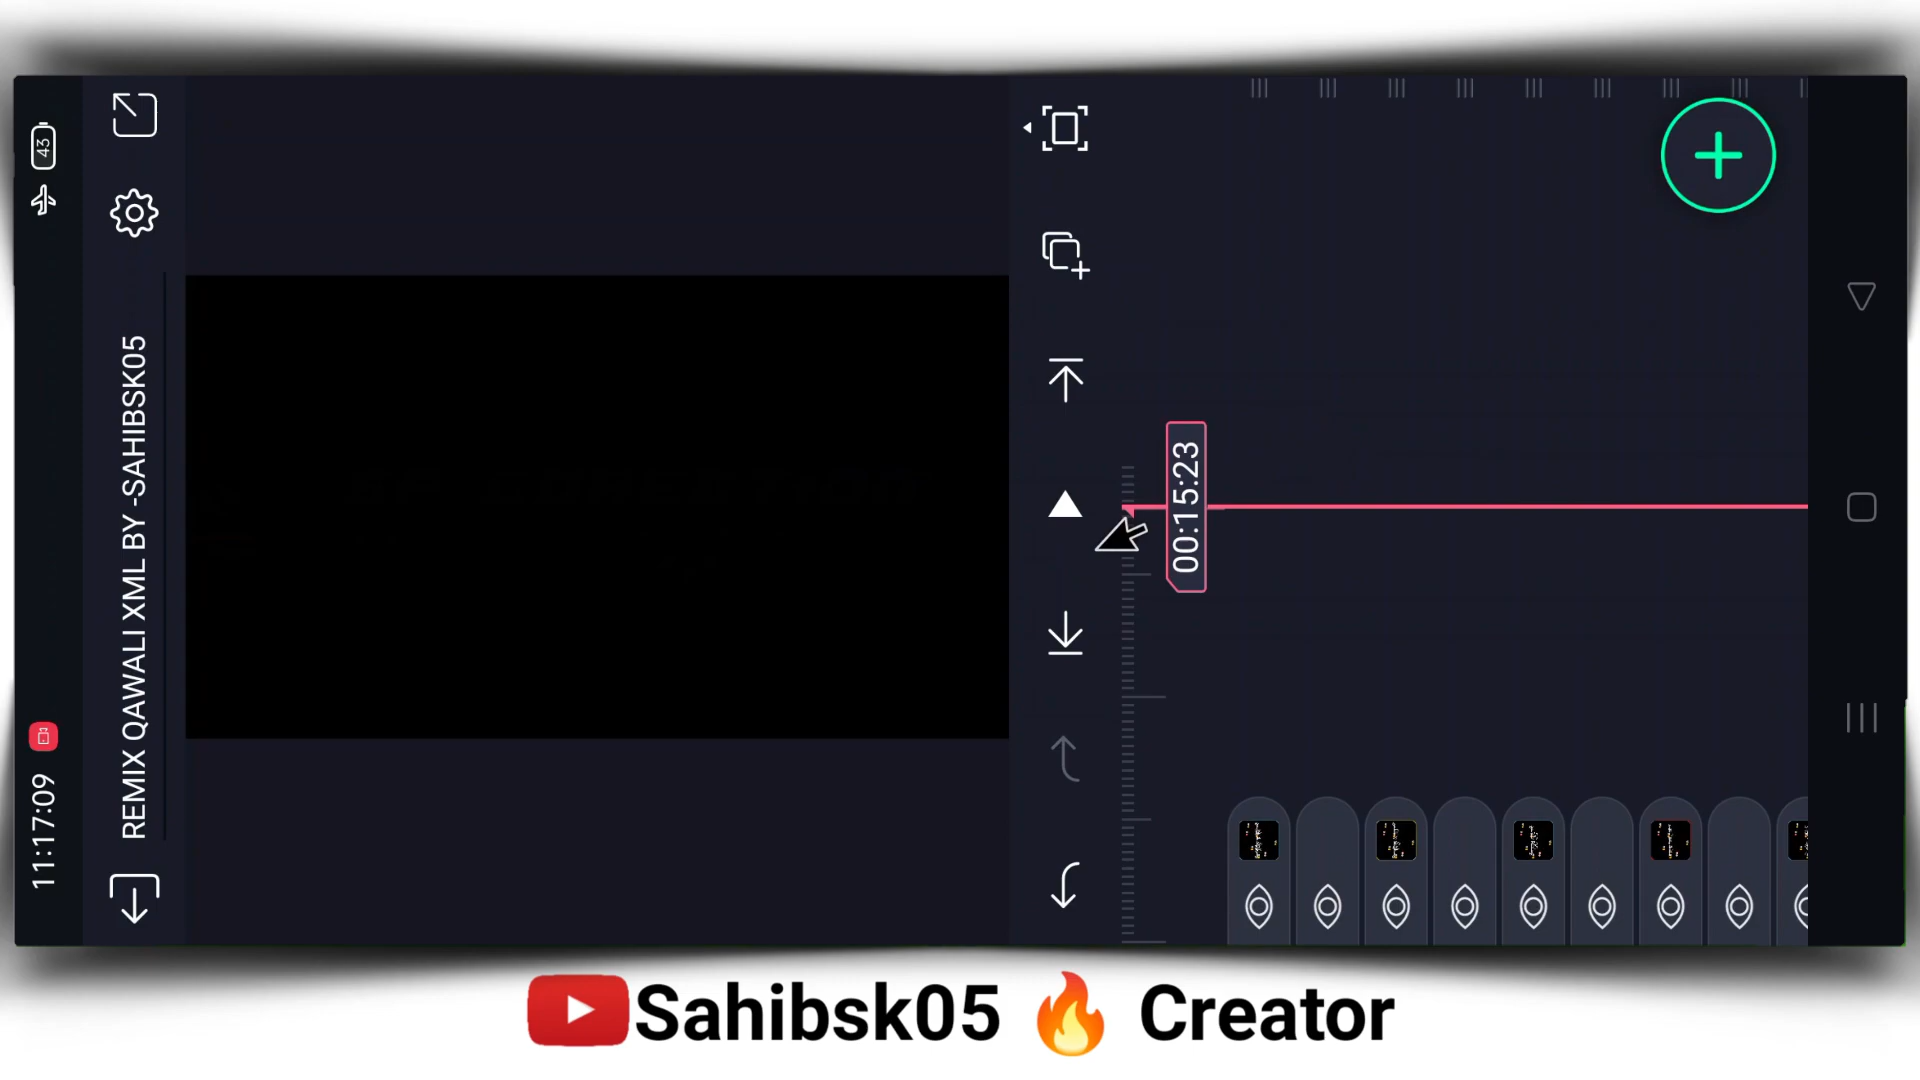 43
11:17:09
REMIX QAWALI XML BY -SAHIBSK05
00:15:23
Sahibsk05 🔥 Creator